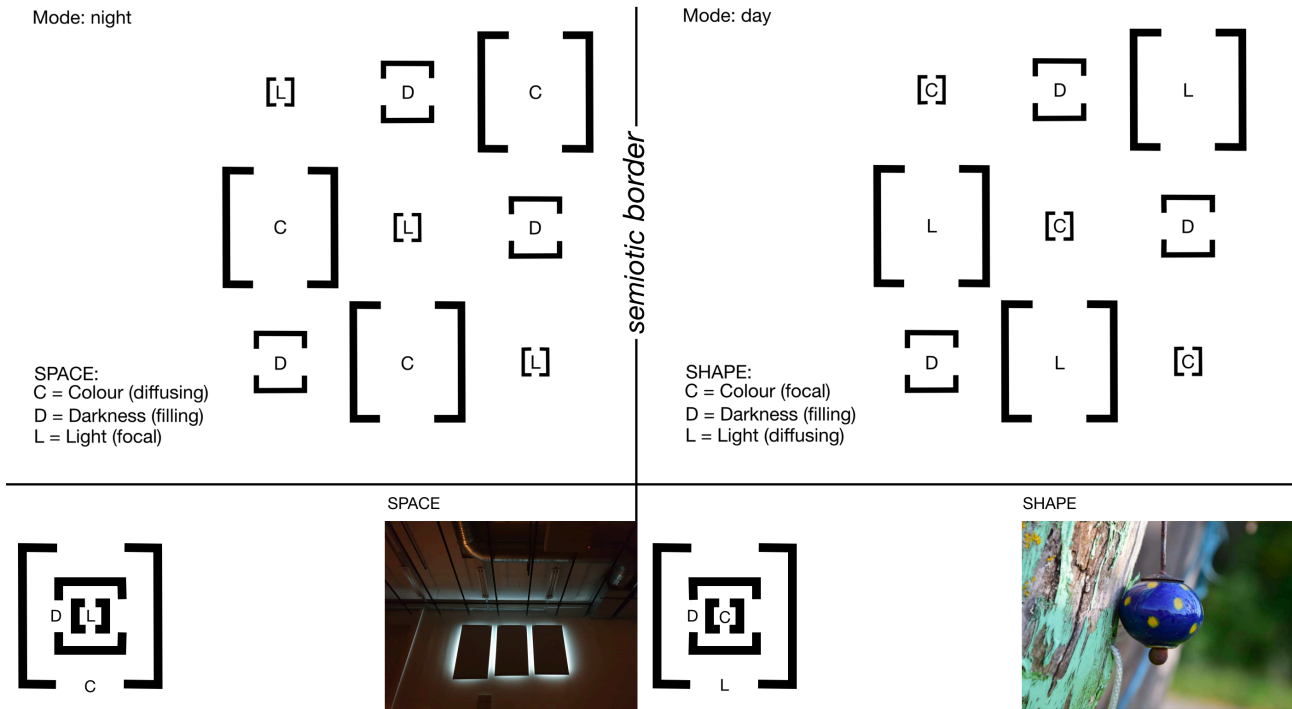 Mode: night
L
D
C
C
L
D
D
C
L
SPACE:
C = Colour (diffusing)
D = Darkness (filling)
L = Light (focal)
semiotic border
Mode: day
C
D
L
L
C
D
D
L
C
SHAPE:
C = Colour (focal)
D = Darkness (filling)
L = Light (diffusing)
D
L
C
SPACE
D
C
L
SHAPE